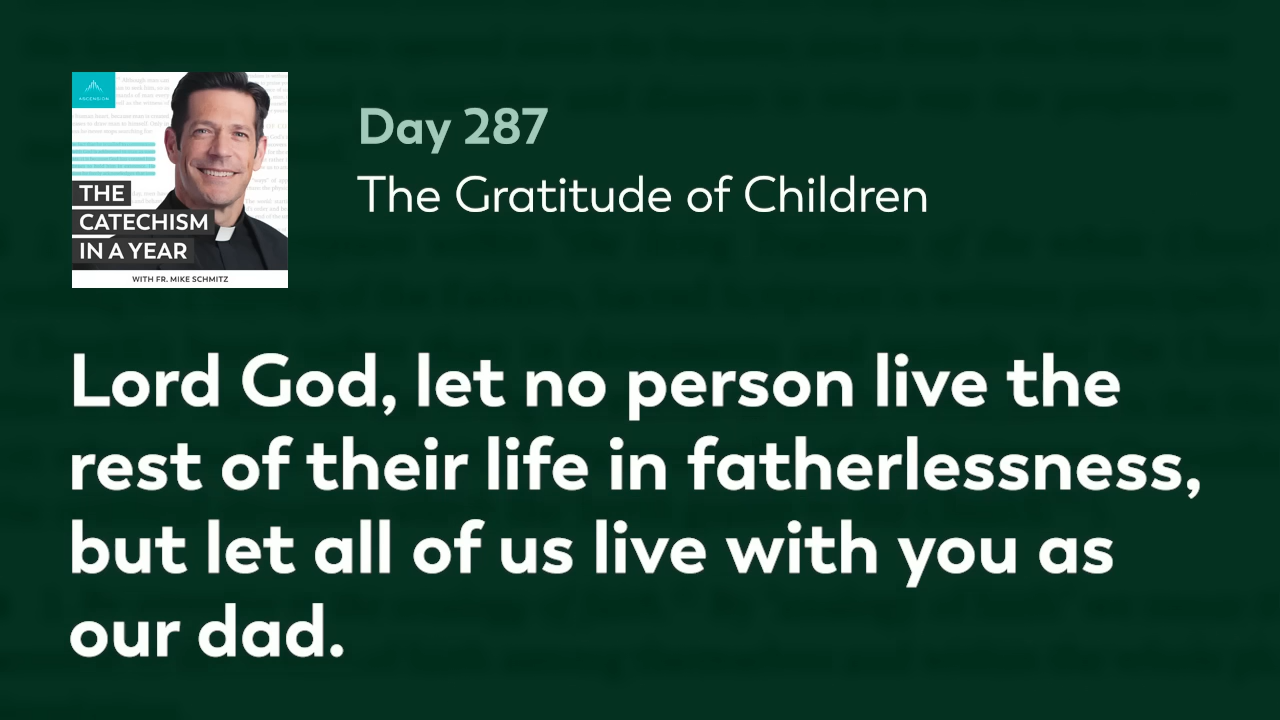 ASCENSION
THE
CATECHISM
IN A YEAR
WITH FR. MIKE SCHMITZ
Day 287
The Gratitude of Children
Lord God, let no person live the
rest of their life in fatherlessness,
but let all of us live with you as
our dad.